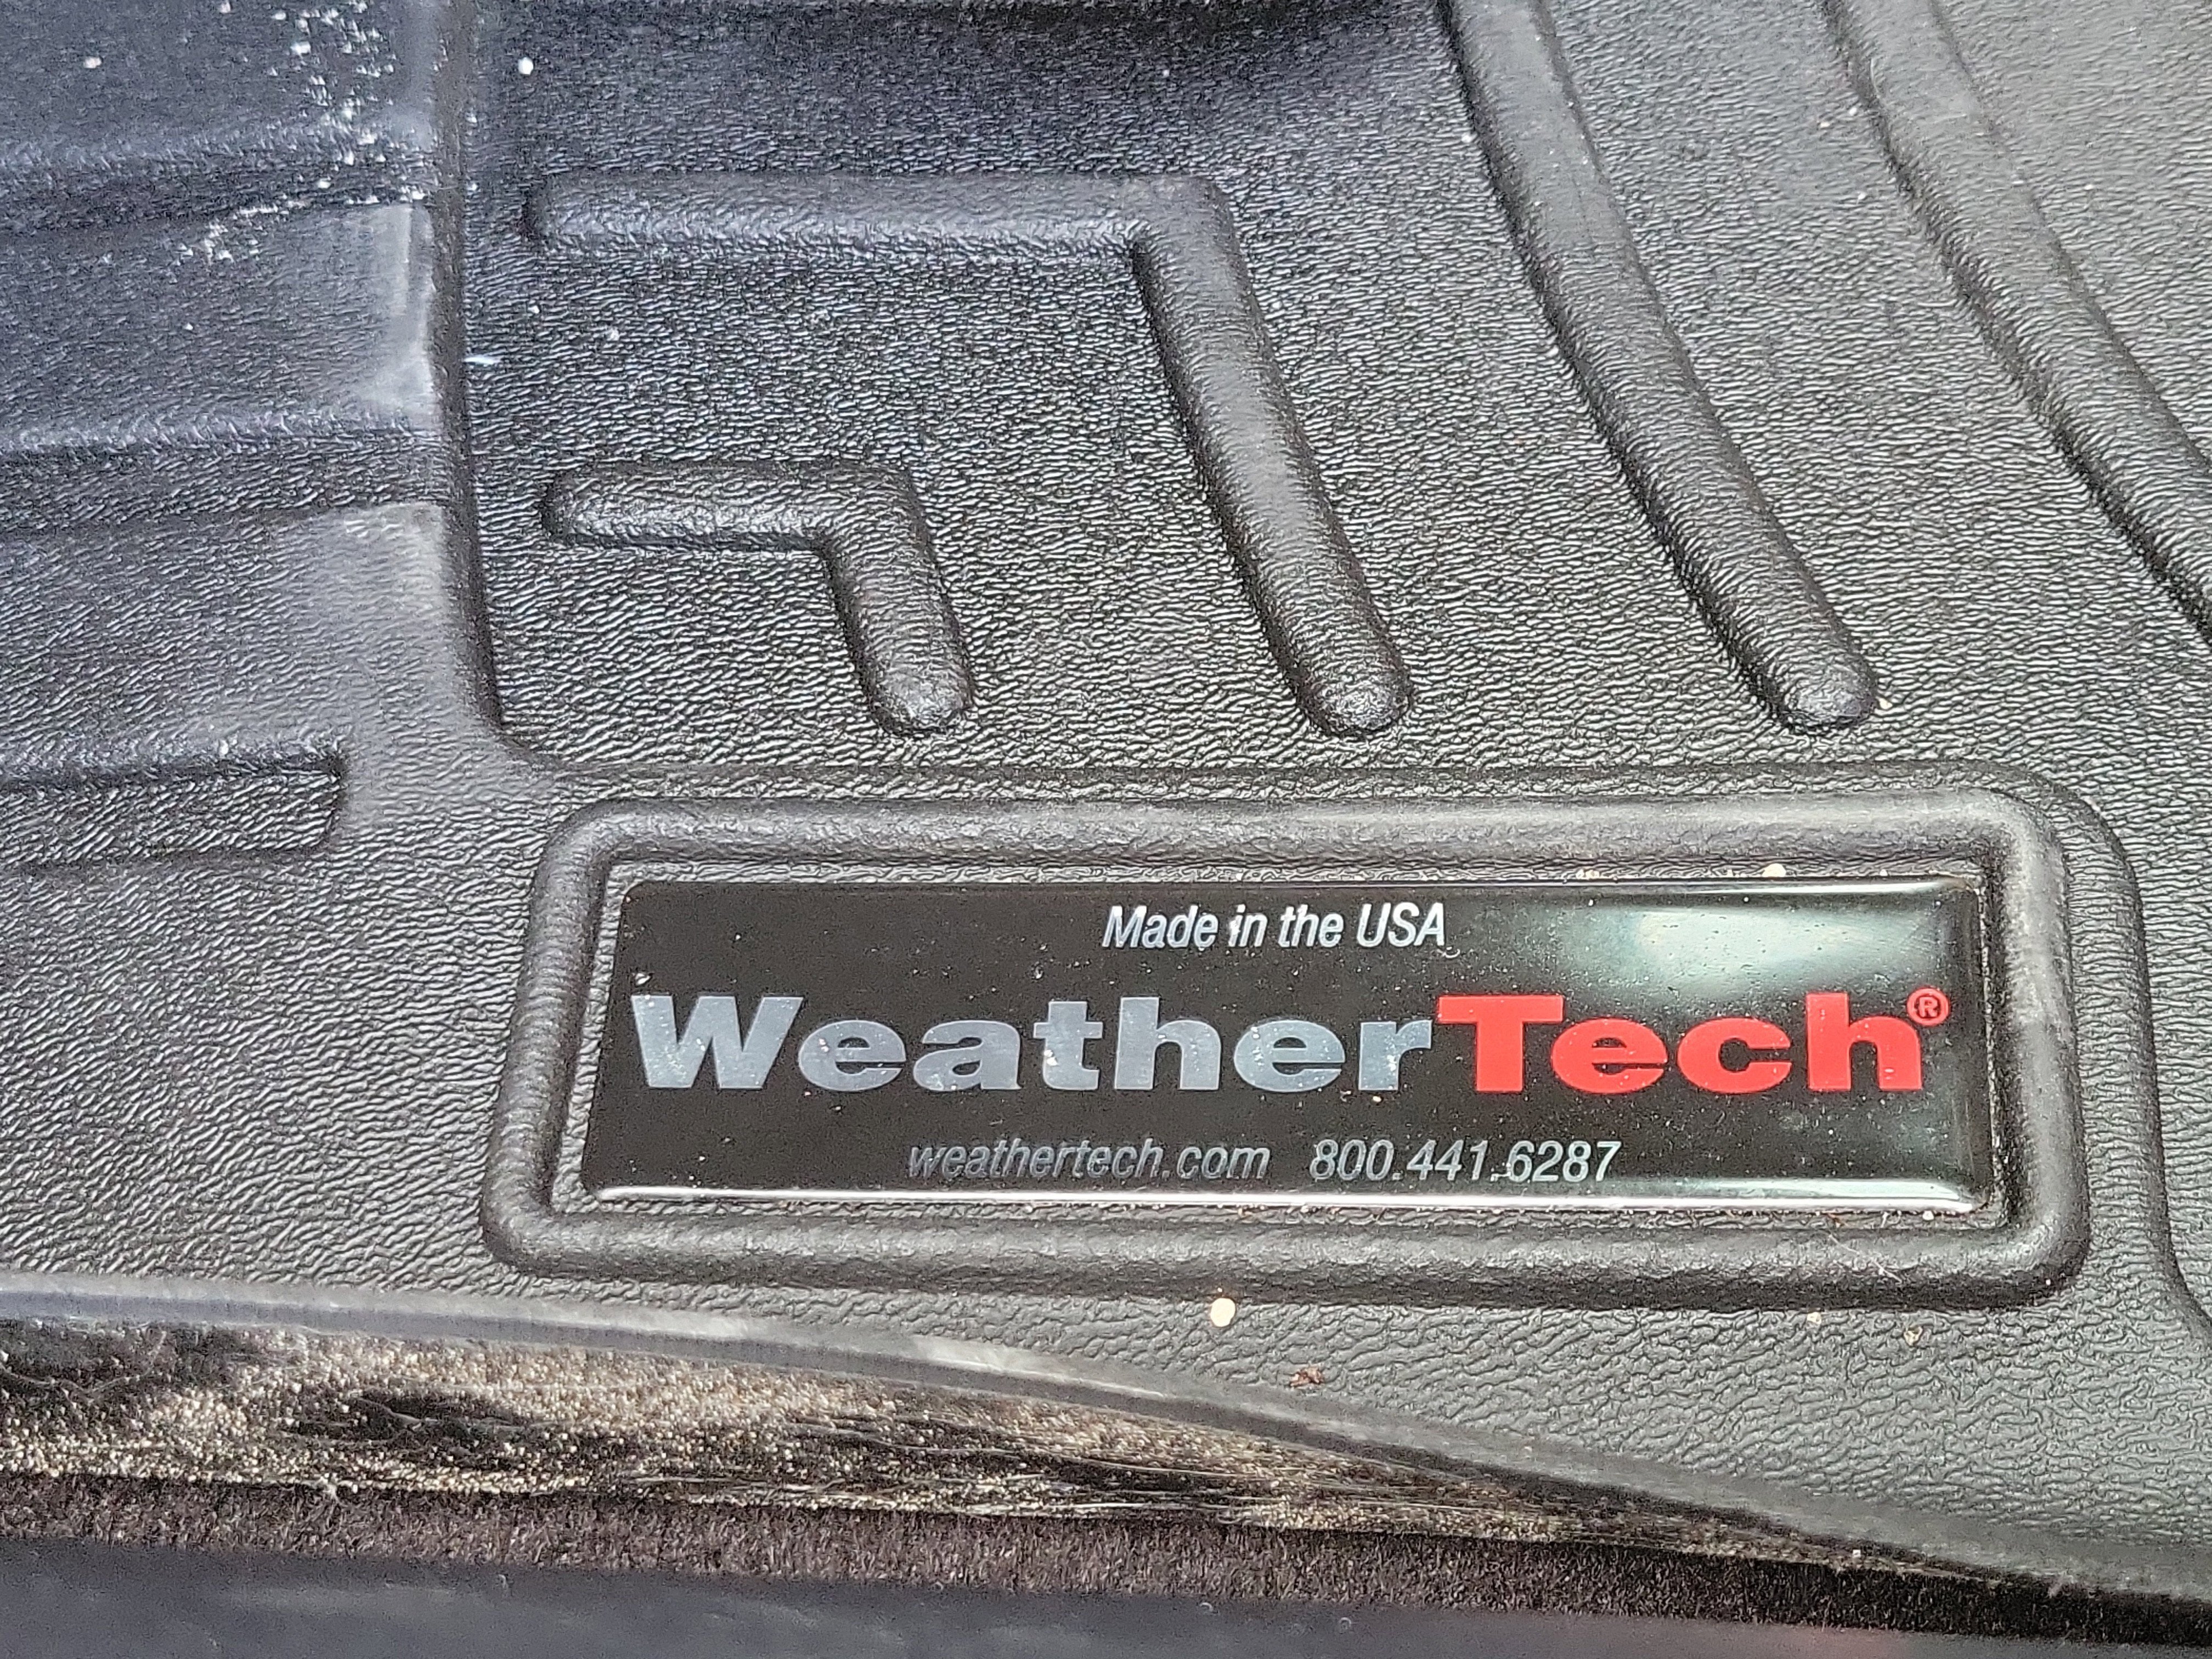 Made in the USA
WeatherTech®
weathertech.com 800.441.6287